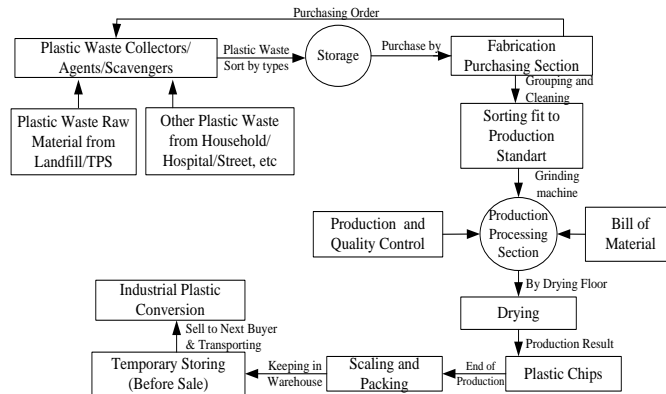 Purchasing Order
Plastic Waste Collectors/
Agents/Scavengers
Plastic Waste
Sort by types
Storage
Purchase by
Fabrication
Purchasing Section
Grouping and
Cleaning
Plastic Waste Raw
Material from
Landfill/TPS
Other Plastic Waste
from Household/
Hospital/Street, etc
Sorting fit to
Production
Standart
Grinding
machine
Production and
Quality Control
Production
Processing
Section
Bill of
Material
By Drying Floor
Drying
Production Result
Plastic Chips
End of
Production
Scaling and
Packing
Keeping in
Warehouse
Temporary Storing
(Before Sale)
Sell to Next Buyer
& Transporting
Industrial Plastic
Conversion